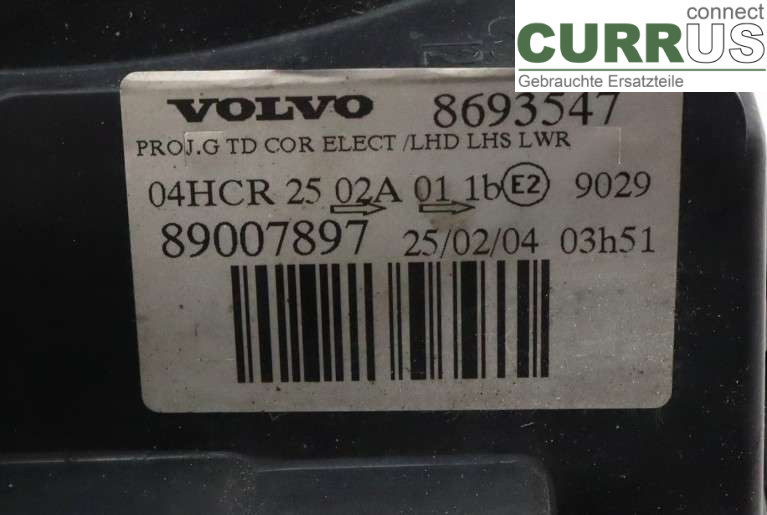 connect
CURRUS
Gebrauchte Ersatzteile
VOLVO 8693547
PROJ.G TD COR ELECT /LHD LHS LWR
04HCR 25 02A 01 1b E2 9029
89007897 25/02/04 03h51